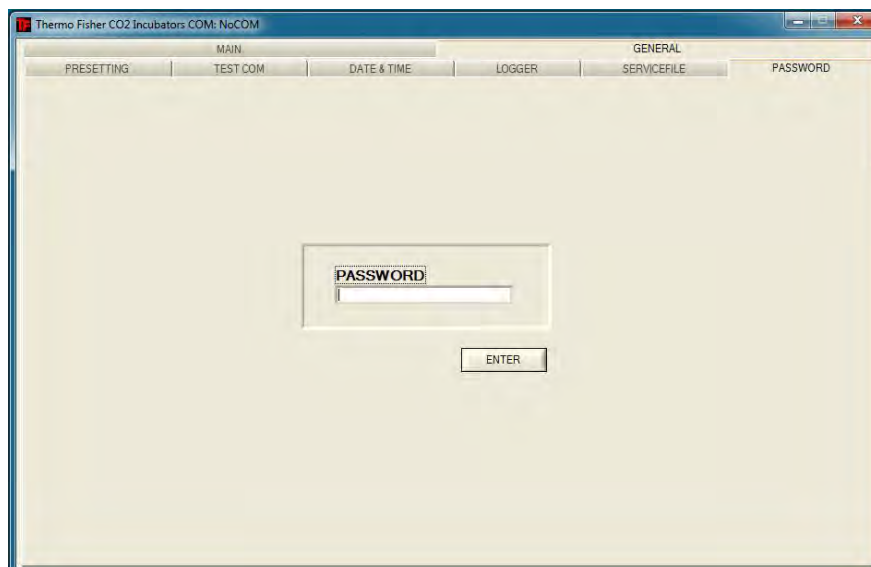 Thermo Fisher CO2 Incubators COM: NoCOM
MAIN GENERAL
PRESETTING TEST COM DATE & TIME LOGGER SERVICEFILE PASSWORD
PASSWORD
ENTER